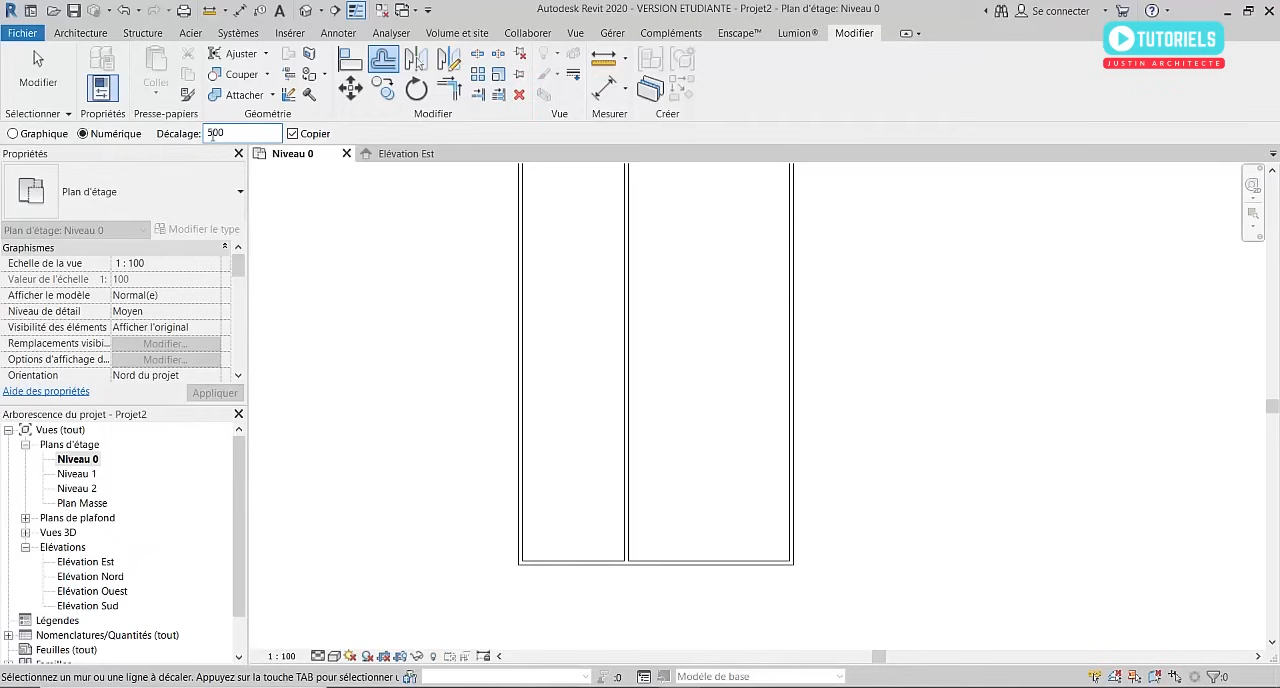 Autodesk Revit 2020 - VERSION ETUDIANTE - Projet2 - Plan d'étage: Niveau 0
Se connecter
Fichier Architecture Structure Acier Systèmes Insérer Annoter Analyser Volume et site Collaborer Vue Gérer Compléments Enscape™ Lumion® Modifier
TUTORIELS
JUSTIN ARCHITECTE
Modifier
Coller
Ajuster
Couper
Attacher
Sélectionner Propriétés Presse-papiers Géométrie Modifier Vue Mesurer Créer
Graphique Numérique Décalage: 500 Copier
Propriétés
Niveau 0 Elévation Est
Plan d'étage
Plan d'étage: Niveau 0 Modifier le type
Graphismes
Echelle de la vue 1 : 100
Valeur de l'échelle 1: 100
Afficher le modèle Normal(e)
Niveau de détail Moyen
Visibilité des éléments Afficher l'original
Remplacements visibi... Modifier...
Options d'affichage d... Modifier...
Orientation Nord du projet
Aide des propriétés Appliquer
Arborescence du projet - Projet2
Vues (tout)
Plans d'étage
Niveau 0
Niveau 1
Niveau 2
Plan Masse
Plans de plafond
Vues 3D
Elévations
Elévation Est
Elévation Nord
Elévation Ouest
Elévation Sud
Légendes
Nomenclatures/Quantités (tout)
Feuilles (tout)
1 : 100
Sélectionnez un mur ou une ligne à décaler. Appuyez sur la touche TAB pour sélectionner :0 Modèle de base :0